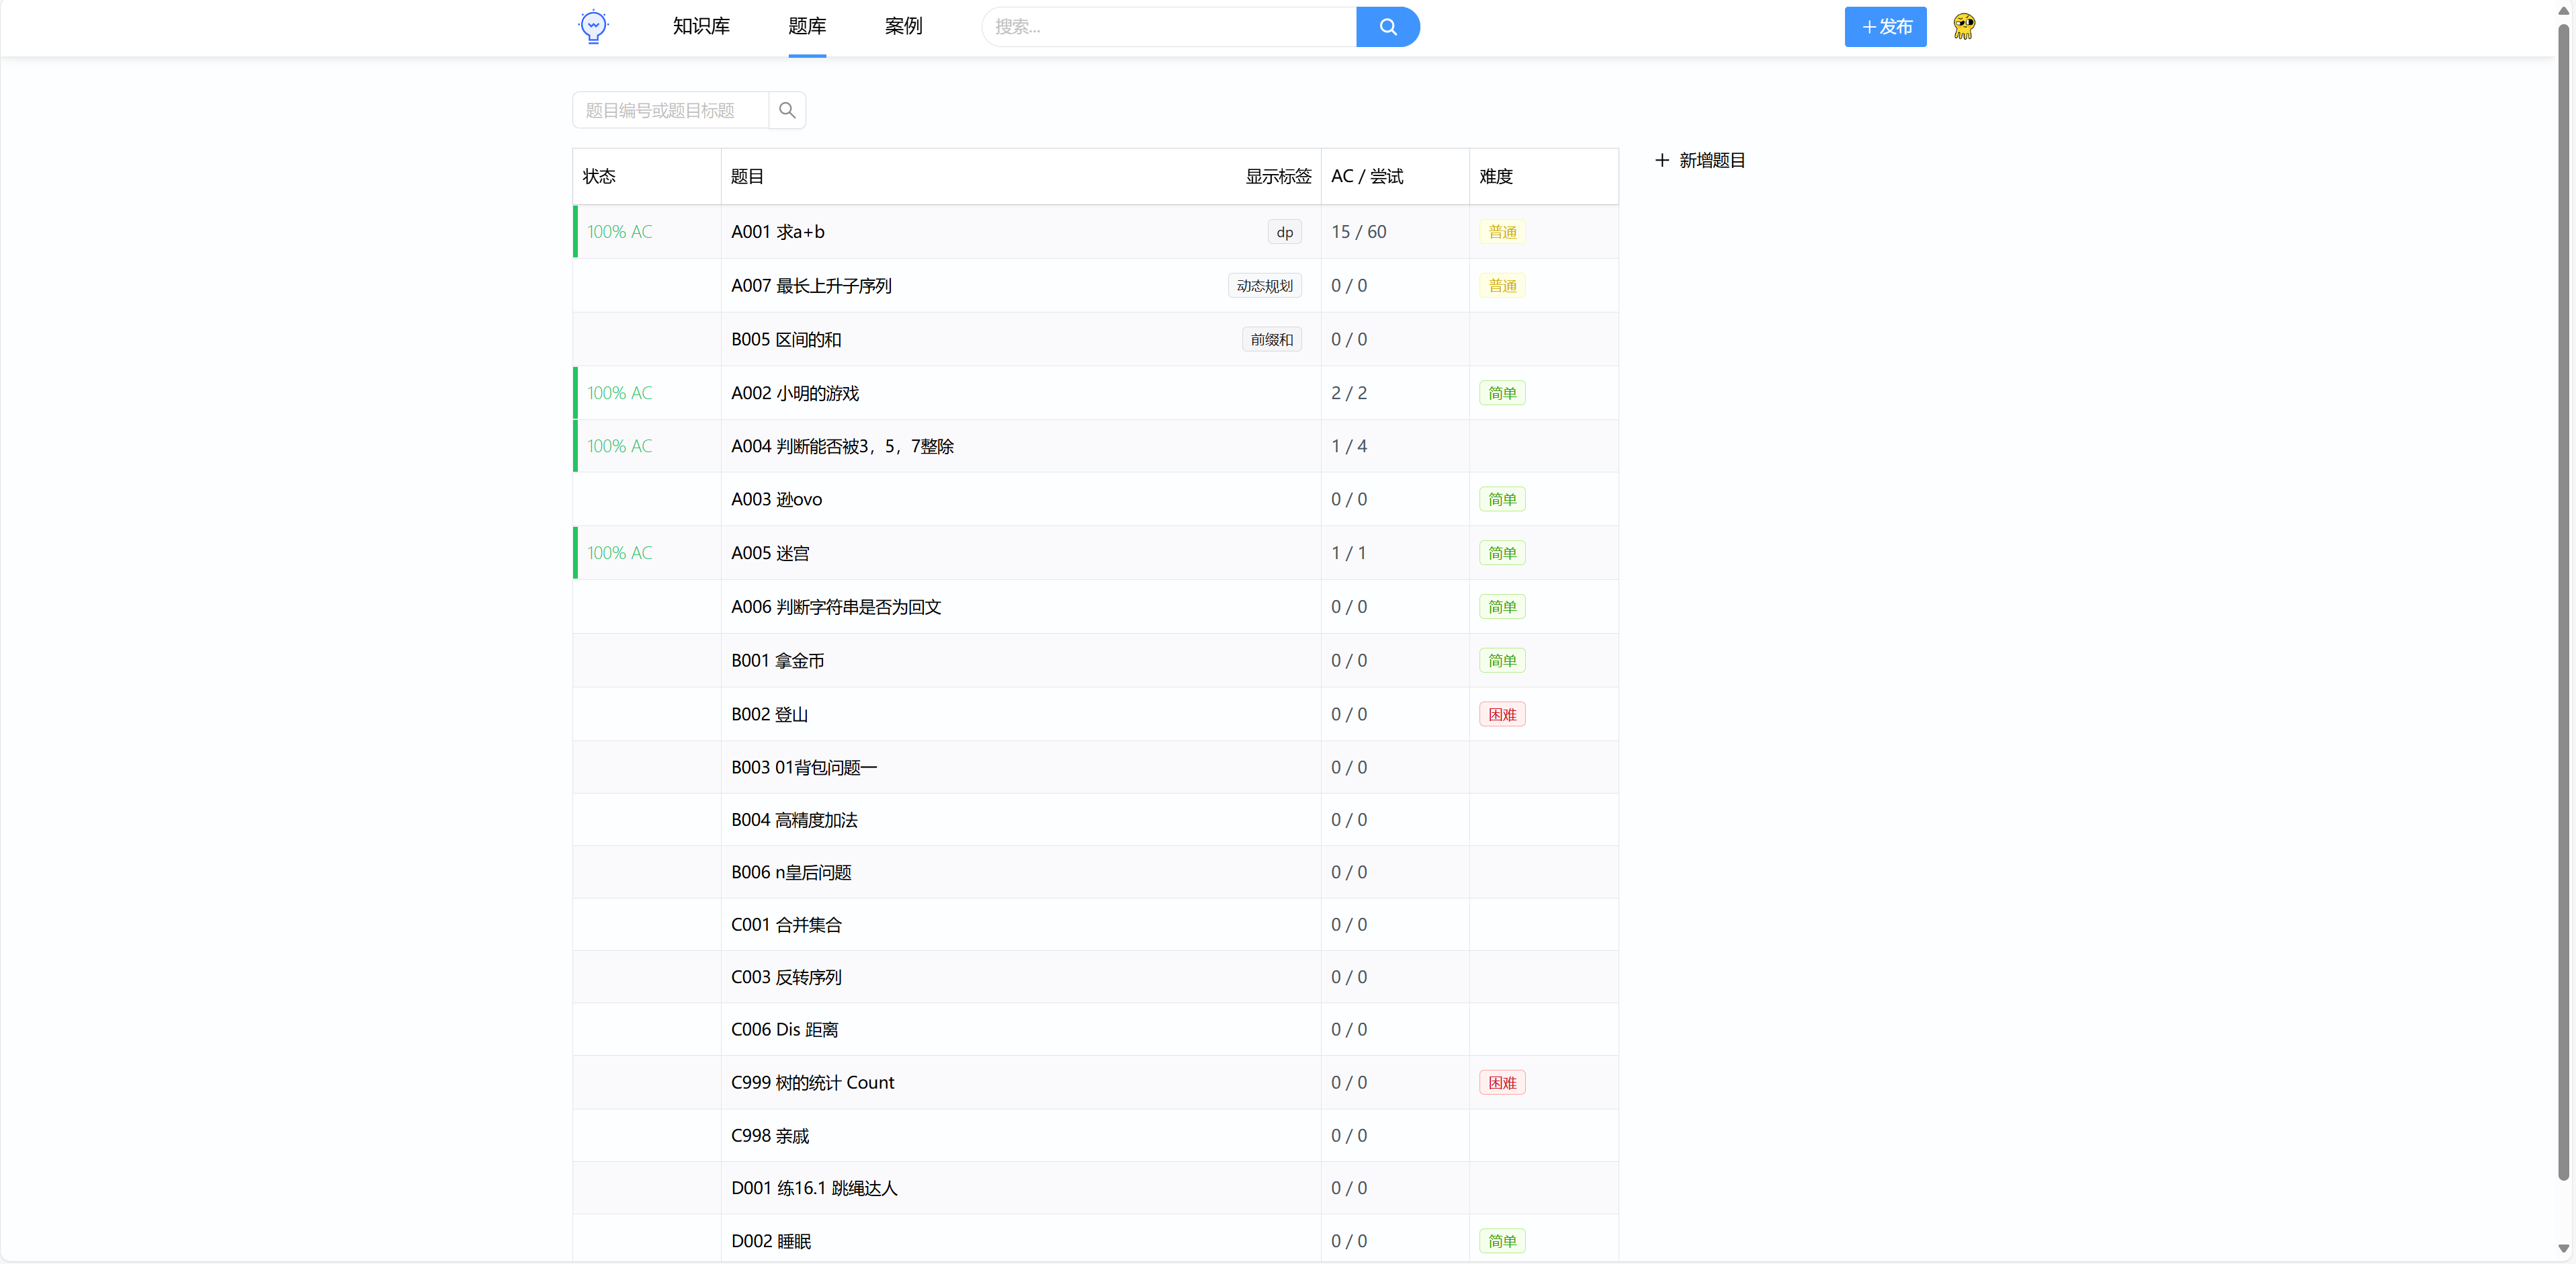 知识库 题库 案例 搜索... 发布
题目编号或题目标题
状态 题目 显示标签 AC / 尝试 难度 新增题目
100% AC A001 求a+b dp 15 / 60 普通
A007 最长上升子序列 动态规划 0 / 0 普通
B005 区间的和 前缀和 0 / 0
100% AC A002 小明的游戏 2 / 2 简单
100% AC A004 判断能否被3，5，7整除 1 / 4
A003 逊ovo 0 / 0 简单
100% AC A005 迷宫 1 / 1 简单
A006 判断字符串是否为回文 0 / 0 简单
B001 拿金币 0 / 0 简单
B002 登山 0 / 0 困难
B003 01背包问题一 0 / 0
B004 高精度加法 0 / 0
B006 n皇后问题 0 / 0
C001 合并集合 0 / 0
C003 反转序列 0 / 0
C006 Dis 距离 0 / 0
C999 树的统计 Count 0 / 0 困难
C998 亲戚 0 / 0
D001 练16.1 跳绳达人 0 / 0
D002 睡眠 0 / 0 简单